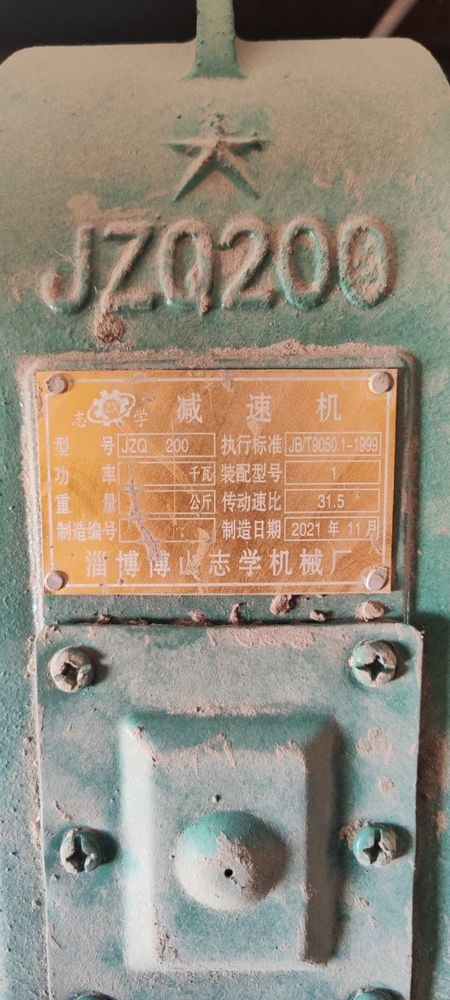 JZQ200
志 ZX 学 减速机
型号 JZQ 200 执行标准 JB/T9050.1-1999
功率 千瓦 装配型号 1
重量 公斤 传动速比 31.5
制造编号 制造日期 2021 年 11 月
淄博博山志学机械厂